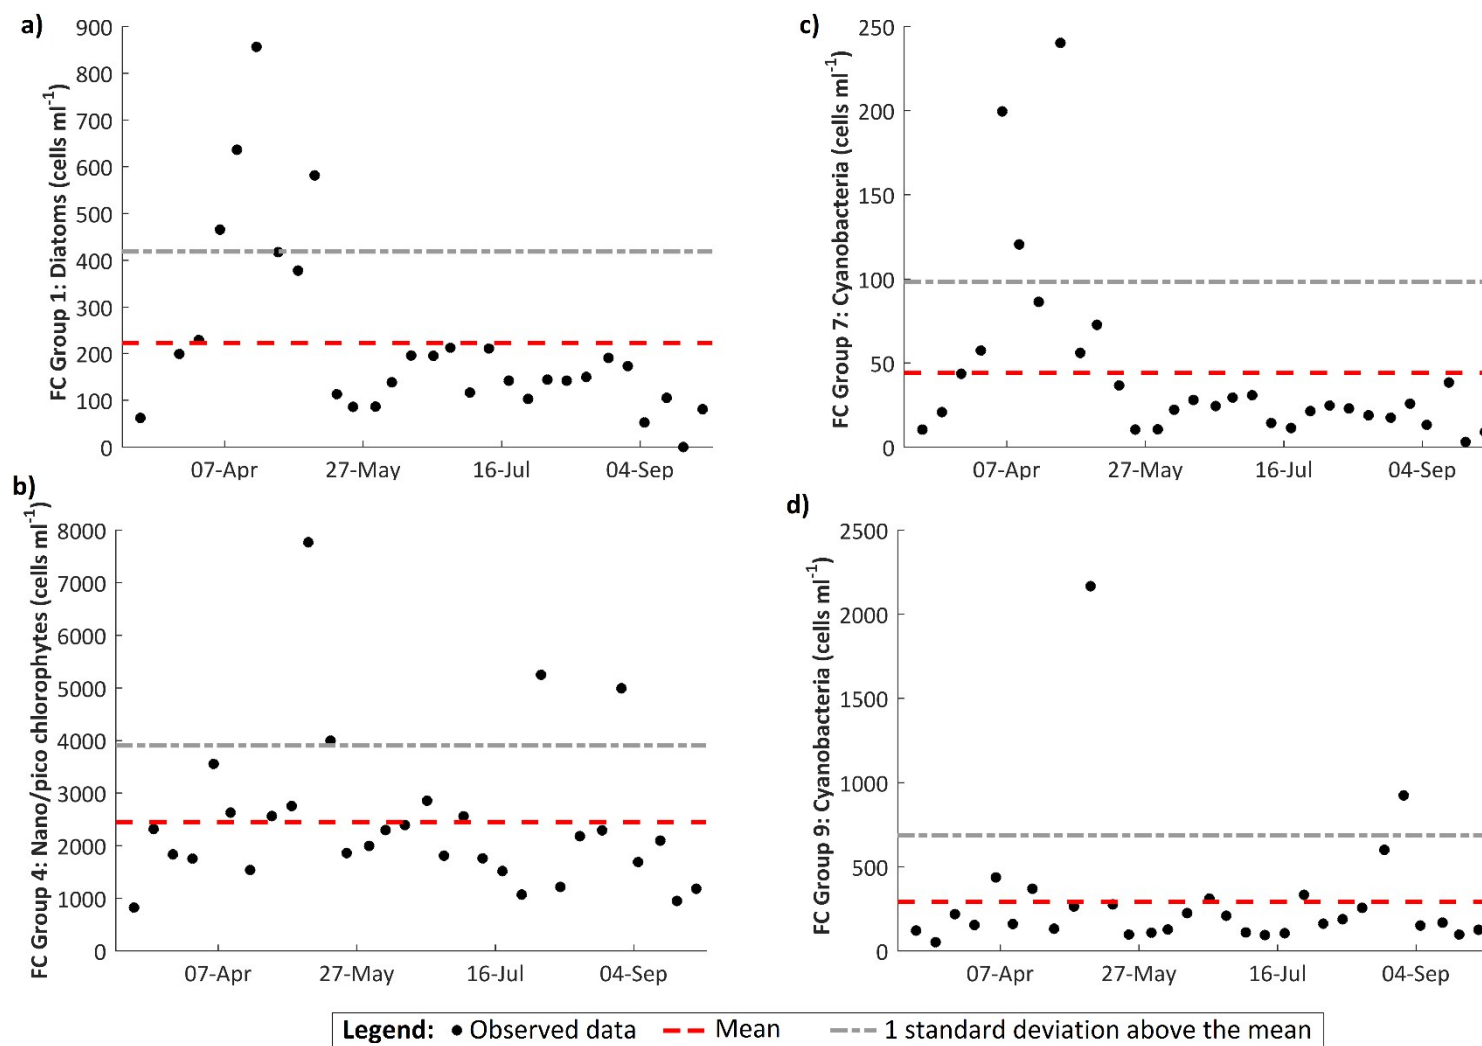 a)
FC Group 1: Diatoms (cells ml⁻¹)
900
800
700
600
500
400
300
200
100
0
07-Apr 27-May 16-Jul 04-Sep
b)
FC Group 4: Nano/pico chlorophytes (cells ml⁻¹)
8000
7000
6000
5000
4000
3000
2000
1000
0
07-Apr 27-May 16-Jul 04-Sep
c)
FC Group 7: Cyanobacteria (cells ml⁻¹)
250
200
150
100
50
0
07-Apr 27-May 16-Jul 04-Sep
d)
FC Group 9: Cyanobacteria (cells ml⁻¹)
2500
2000
1500
1000
500
0
07-Apr 27-May 16-Jul 04-Sep
Legend: Observed data Mean 1 standard deviation above the mean